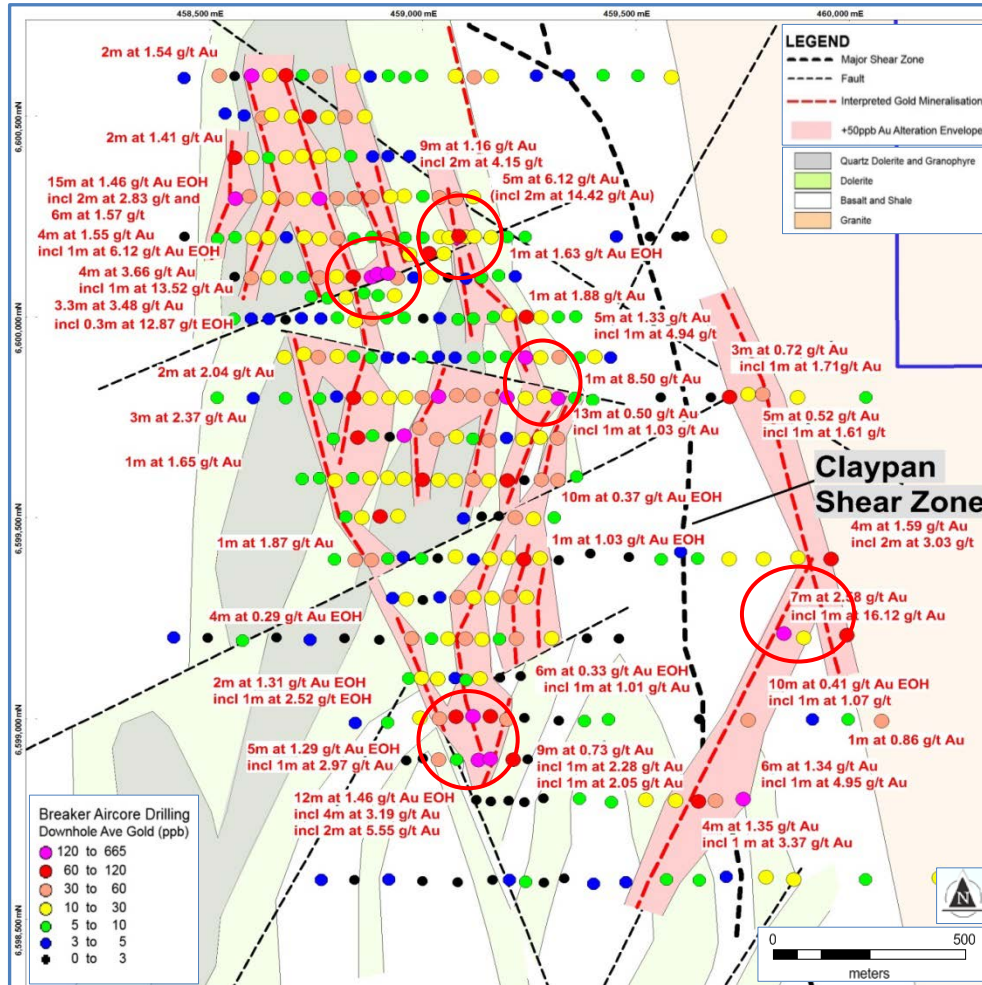 458,500 mE
459,000 mE
459,500 mE
460,000 mE
6,600,500 mN
6,600,000 mN
6,599,500 mN
6,599,000 mN
6,598,500 mN
LEGEND
Major Shear Zone
Fault
Interpreted Gold Mineralisation
+50ppb Au Alteration Envelope
Quartz Dolerite and Granophyre
Dolerite
Basalt and Shale
Granite
2m at 1.54 g/t Au
2m at 1.41 g/t Au
9m at 1.16 g/t Au
incl 2m at 4.15 g/t
5m at 6.12 g/t Au
(incl 2m at 14.42 g/t Au)
15m at 1.46 g/t Au EOH
incl 2m at 2.83 g/t and
6m at 1.57 g/t
4m at 1.55 g/t Au
incl 1m at 6.12 g/t Au EOH
4m at 3.66 g/t Au
incl 1m at 13.52 g/t Au
3.3m at 3.48 g/t Au
incl 0.3m at 12.87 g/t EOH
1m at 1.63 g/t Au EOH
1m at 1.88 g/t Au
5m at 1.33 g/t Au
incl 1m at 4.94 g/t
3m at 0.72 g/t Au
incl 1m at 1.71g/t Au
2m at 2.04 g/t Au
1m at 8.50 g/t Au
3m at 2.37 g/t Au
13m at 0.50 g/t Au
incl 1m at 1.03 g/t Au
5m at 0.52 g/t Au
incl 1m at 1.61 g/t
1m at 1.65 g/t Au
Claypan
Shear Zone
10m at 0.37 g/t Au EOH
4m at 1.59 g/t Au
incl 2m at 3.03 g/t
1m at 1.87 g/t Au
1m at 1.03 g/t Au EOH
7m at 2.58 g/t Au
incl 1m at 16.12 g/t Au
4m at 0.29 g/t Au EOH
2m at 1.31 g/t Au EOH
incl 1m at 2.52 g/t EOH
6m at 0.33 g/t Au EOH
incl 1m at 1.01 g/t Au
10m at 0.41 g/t Au EOH
incl 1m at 1.07 g/t
1m at 0.86 g/t Au
5m at 1.29 g/t Au EOH
incl 1m at 2.97 g/t Au
9m at 0.73 g/t Au
incl 1m at 2.28 g/t Au
incl 1m at 2.05 g/t Au
6m at 1.34 g/t Au
incl 1m at 4.95 g/t Au
12m at 1.46 g/t Au EOH
incl 4m at 3.19 g/t Au
incl 2m at 5.55 g/t Au
4m at 1.35 g/t Au
incl 1 m at 3.37 g/t Au
Breaker Aircore Drilling
Downhole Ave Gold (ppb)
120 to 665
60 to 120
30 to 60
10 to 30
5 to 10
3 to 5
0 to 3
N
0 500
meters